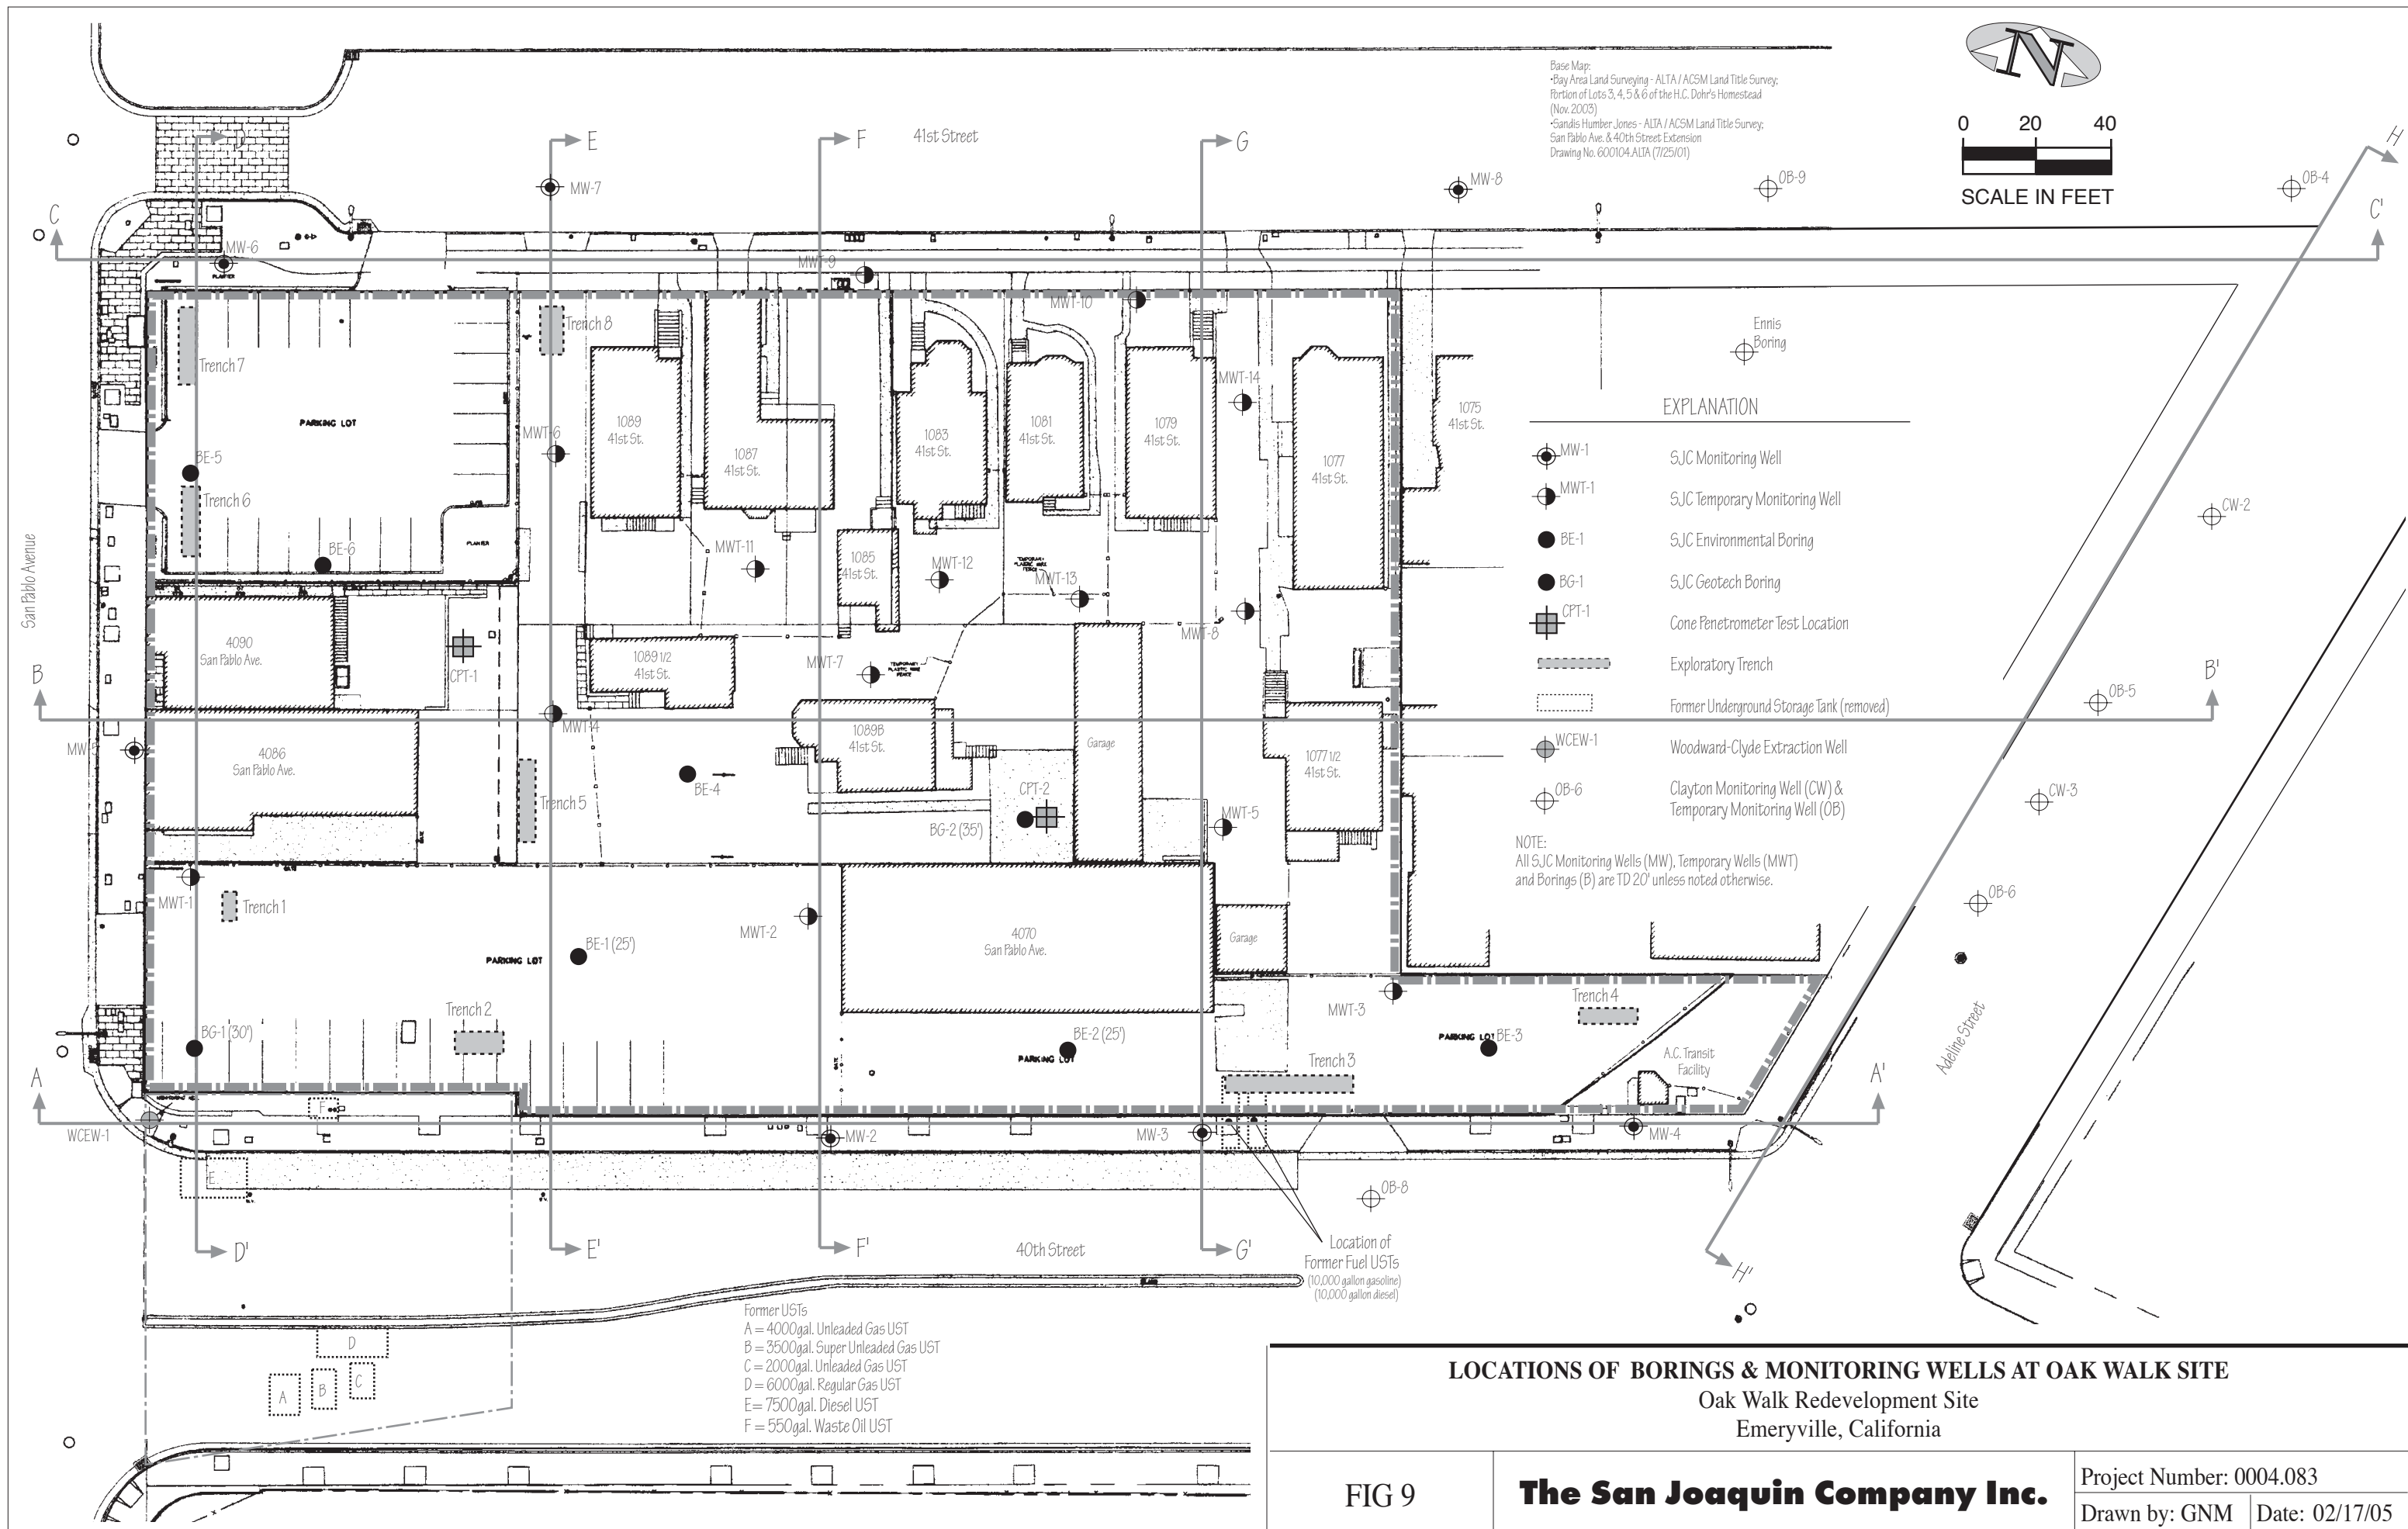 Base Map:
•Bay Area Land Surveying - ALTA / ACSM Land Title Survey;
Portion of Lots 3, 4, 5 & 6 of the H.C. Dohr's Homestead
(Nov. 2003)
•Sandis Humber Jones - ALTA / ACSM Land Title Survey;
San Pablo Ave. & 40th Street Extension
Drawing No. 600104.ALTA (7/25/01)
N
0 20 40
SCALE IN FEET
D
E
F
41st Street
G
H
MW-7
MW-8
OB-9
OB-4
C
C'
MW-6
PLANTER
MWT-9
MWT-10
Trench 8
Trench 7
Ennis
Boring
MWT-14
PARKING LOT
MWT-6
1089
41st St.
1087
41st St.
1083
41st St.
1081
41st St.
1079
41st St.
1077
41st St.
1075
41st St.
BE-5
Trench 6
BE-6
PLANTER
MWT-11
1085
41st St.
MWT-12
TEMPORARY
PLASTIC WIRE
FENCE
MWT-13
CW-2
San Pablo Avenue
4090
San Pablo Ave.
CPT-1
1089 1/2
41st St.
MWT-7
TEMPORARY
PLASTIC WIRE
FENCE
MWT-8
B
B'
OB-5
MW-5
4086
San Pablo Ave.
MWT-4
1089B
41st St.
Garage
1077 1/2
41st St.
BE-4
Trench 5
CPT-2
BG-2 (35')
MWT-5
CW-3
EXPLANATION
MW-1 SJC Monitoring Well
MWT-1 SJC Temporary Monitoring Well
BE-1 SJC Environmental Boring
BG-1 SJC Geotech Boring
CPT-1 Cone Penetrometer Test Location
Exploratory Trench
Former Underground Storage Tank (removed)
WCEW-1 Woodward-Clyde Extraction Well
OB-6 Clayton Monitoring Well (CW) &
Temporary Monitoring Well (OB)
NOTE:
All SJC Monitoring Wells (MW), Temporary Wells (MWT)
and Borings (B) are TD 20' unless noted otherwise.
GATE
MWT-1
Trench 1
MWT-2
4070
San Pablo Ave.
Garage
OB-6
BE-1 (25')
PARKING LOT
Trench 2
BG-1 (30')
BE-2 (25')
PARKING LOT
MWT-3
Trench 4
PARKING LOT
BE-3
Trench 3
A.C. Transit
Facility
Adeline Street
A
A'
WCEW-1
F
MW-2
MW-3
MW-4
E
OB-8
D'
E'
F'
40th Street
G'
H'
Location of
Former Fuel USTs
(10,000 gallon gasoline)
(10,000 gallon diesel)
D
A
B
C
Former USTs
A = 4000gal. Unleaded Gas UST
B = 3500gal. Super Unleaded Gas UST
C = 2000gal. Unleaded Gas UST
D = 6000gal. Regular Gas UST
E= 7500gal. Diesel UST
F = 550gal. Waste Oil UST
LOCATIONS OF BORINGS & MONITORING WELLS AT OAK WALK SITE
Oak Walk Redevelopment Site
Emeryville, California
FIG 9
The San Joaquin Company Inc.
Project Number: 0004.083
Drawn by: GNM Date: 02/17/05